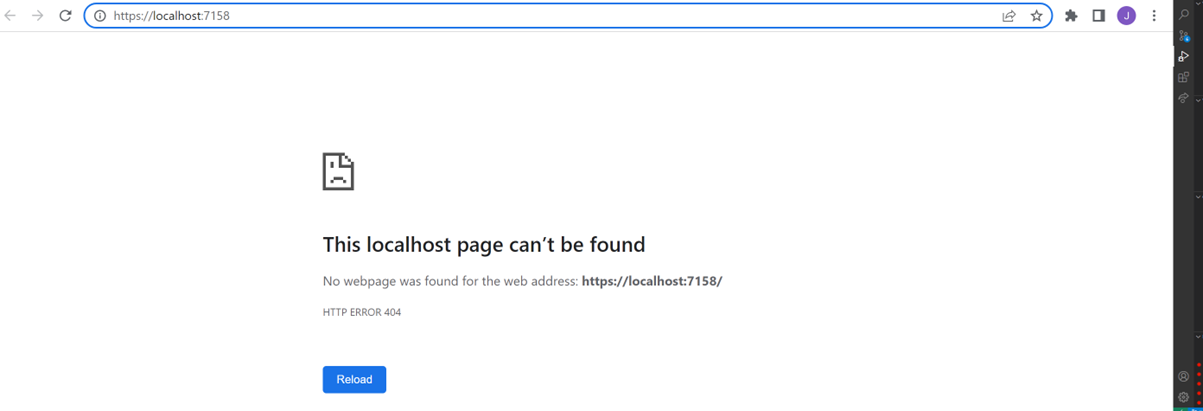 https://localhost:7158
J
This localhost page can’t be found
No webpage was found for the web address: https://localhost:7158/
HTTP ERROR 404
Reload